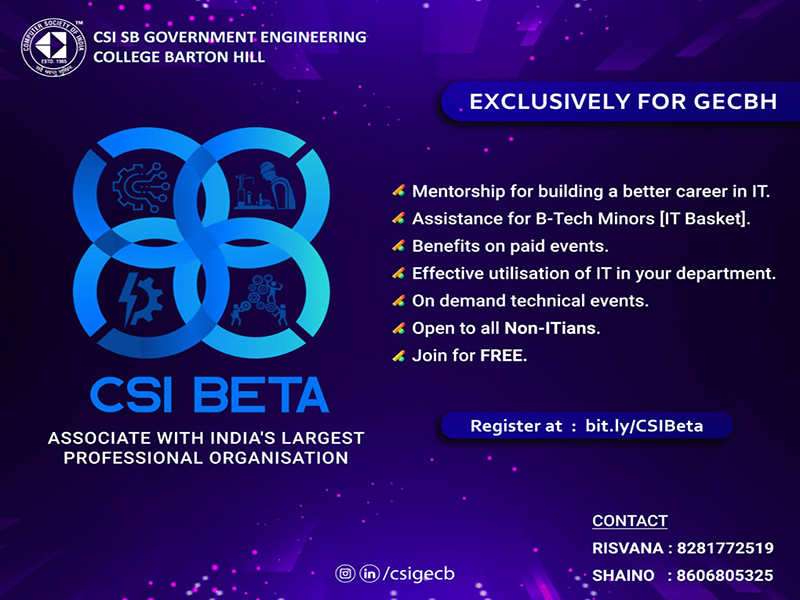 COMPUTER SOCIETY OF INDIA
TM
ESTD. 1965
CSI SB GOVERNMENT ENGINEERING
COLLEGE BARTON HILL
EXCLUSIVELY FOR GECBH
Mentorship for building a better career in IT.
Assistance for B-Tech Minors [IT Basket].
Benefits on paid events.
Effective utilisation of IT in your department.
On demand technical events.
Open to all Non-ITians.
Join for FREE.
CSI BETA
ASSOCIATE WITH INDIA'S LARGEST
PROFESSIONAL ORGANISATION
Register at : bit.ly/CSIBeta
CONTACT
RISVANA : 8281772519
SHAINO : 8606805325
/csigecb